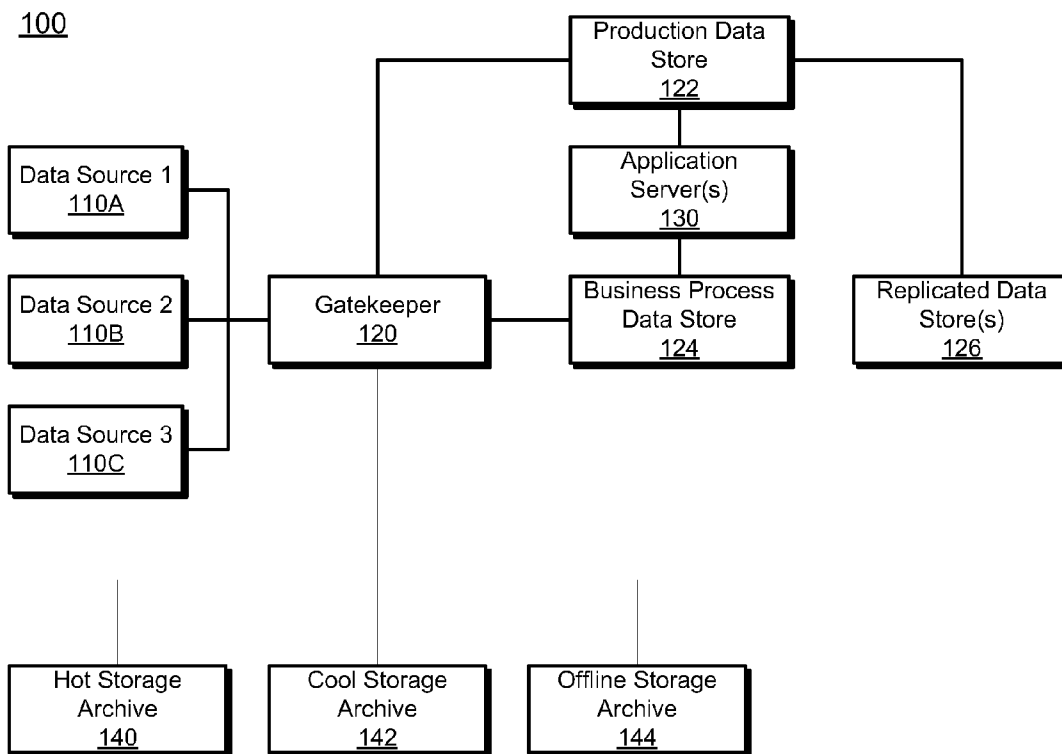 100
Production Data
Store
122
Data Source 1
110A
Application
Server(s)
130
Data Source 2
110B
Gatekeeper
120
Business Process
Data Store
124
Replicated Data
Store(s)
126
Data Source 3
110C
Hot Storage
Archive
140
Cool Storage
Archive
142
Offline Storage
Archive
144